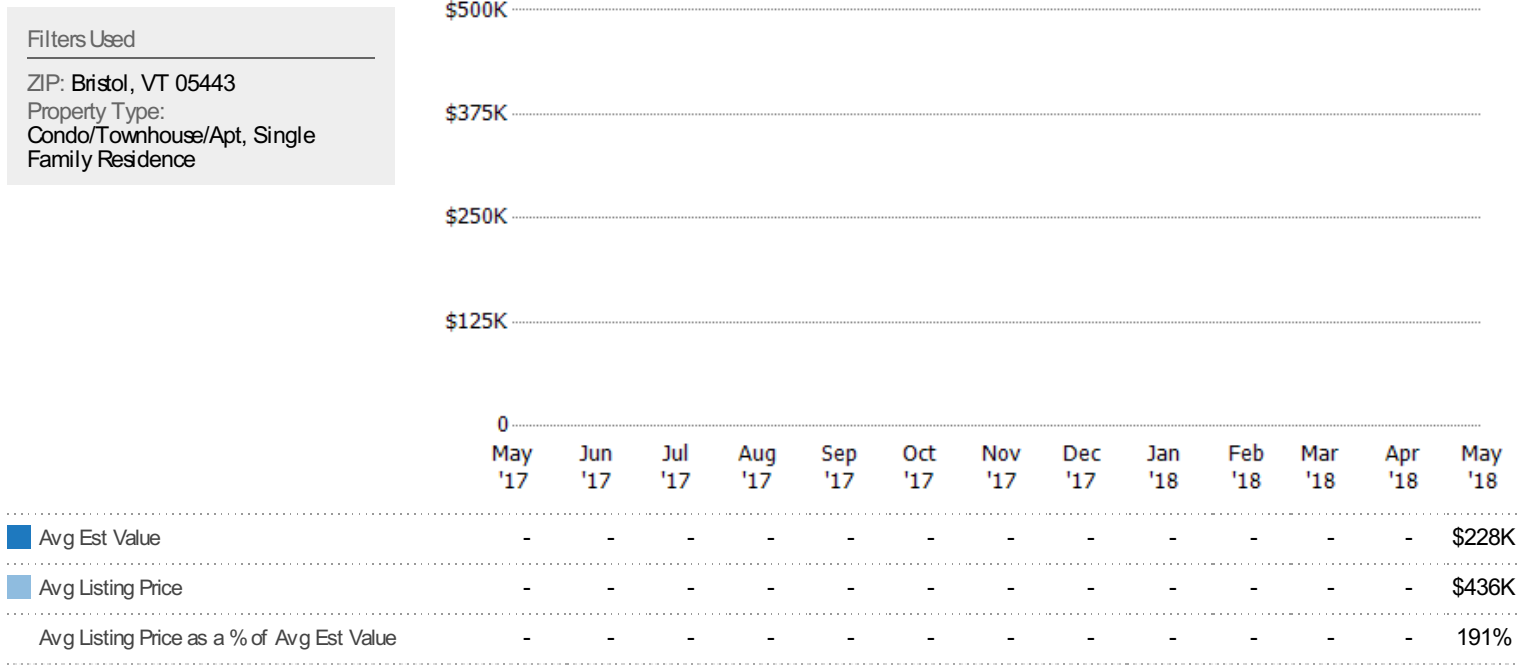 Filters Used
ZIP: Bristol, VT 05443
Property Type:
Condo/Townhouse/Apt, Single
Family Residence
$500K
$375K
$250K
$125K
0
May Jun Jul Aug Sep Oct Nov Dec Jan Feb Mar Apr May
'17 '17 '17 '17 '17 '17 '17 '17 '18 '18 '18 '18 '18
Avg Est Value - - - - - - - - - - - - $228K
Avg Listing Price - - - - - - - - - - - - $436K
Avg Listing Price as a % of Avg Est Value - - - - - - - - - - - - 191%